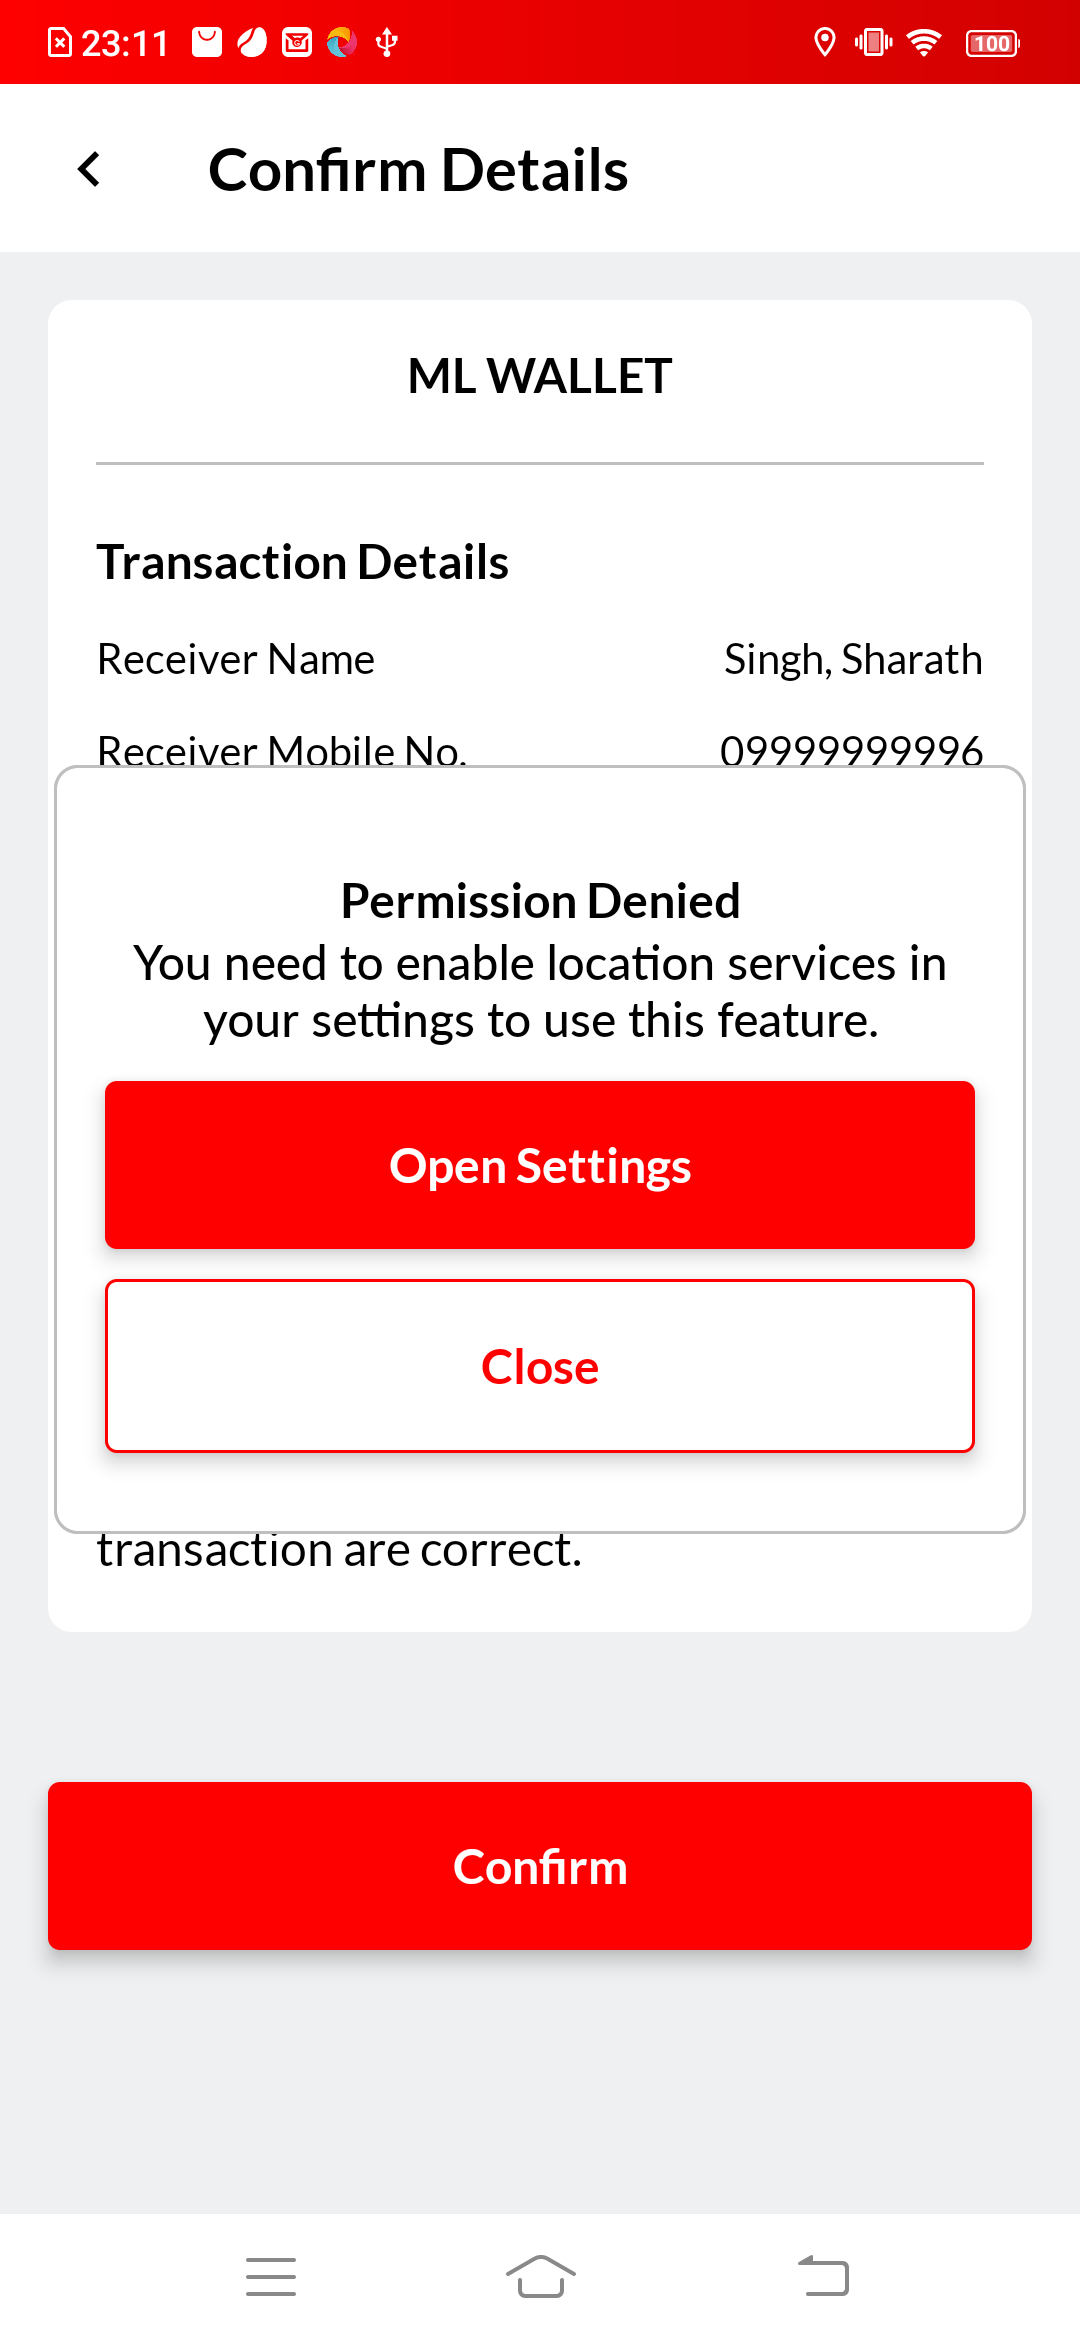 23:11
100
Confirm Details
ML WALLET
Transaction Details
Receiver Name
Singh, Sharath
Receiver Mobile No.
09999999996
Permission Denied
You need to enable location services in
your settings to use this feature.
Open Settings
Close
transaction are correct.
Confirm